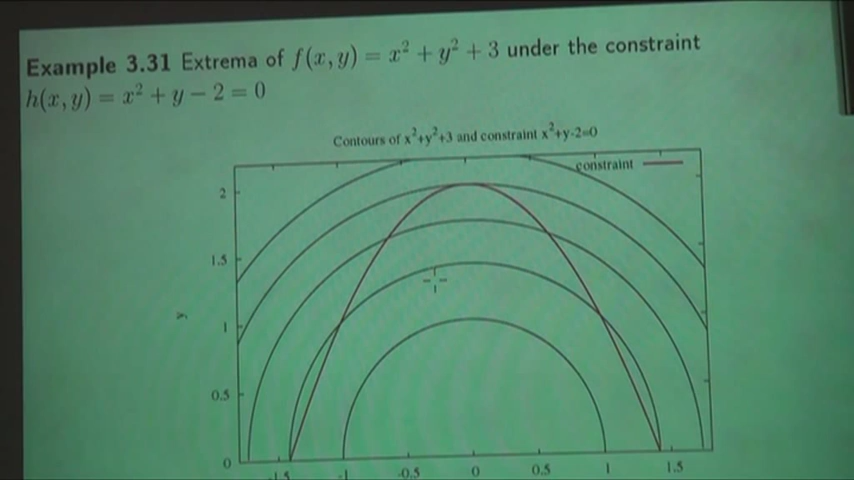 Example 3.31 Extrema of f(x, y) = x² + y² + 3 under the constraint
h(x, y) = x² + y − 2 = 0
Contours of x²+y²+3 and constraint x²+y-2=0
constraint
2
1.5
y
1
0.5
0
-1.5 -1 -0.5 0 0.5 1 1.5